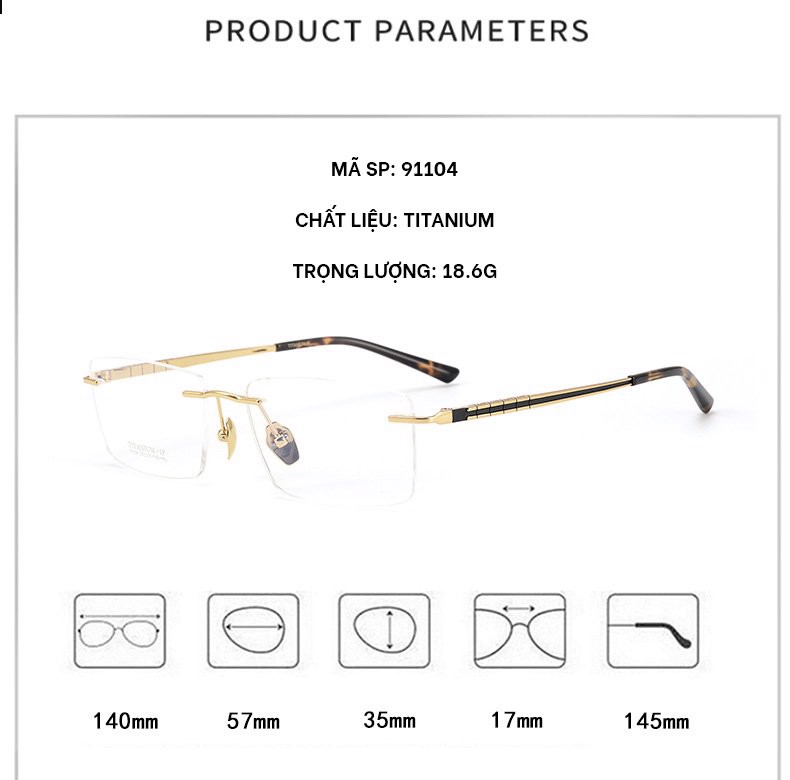 PRODUCT PARAMETERS
MÃ SP: 91104
CHẤT LIỆU: TITANIUM
TRỌNG LƯỢNG: 18.6G
140mm
57mm
35mm
17mm
145mm